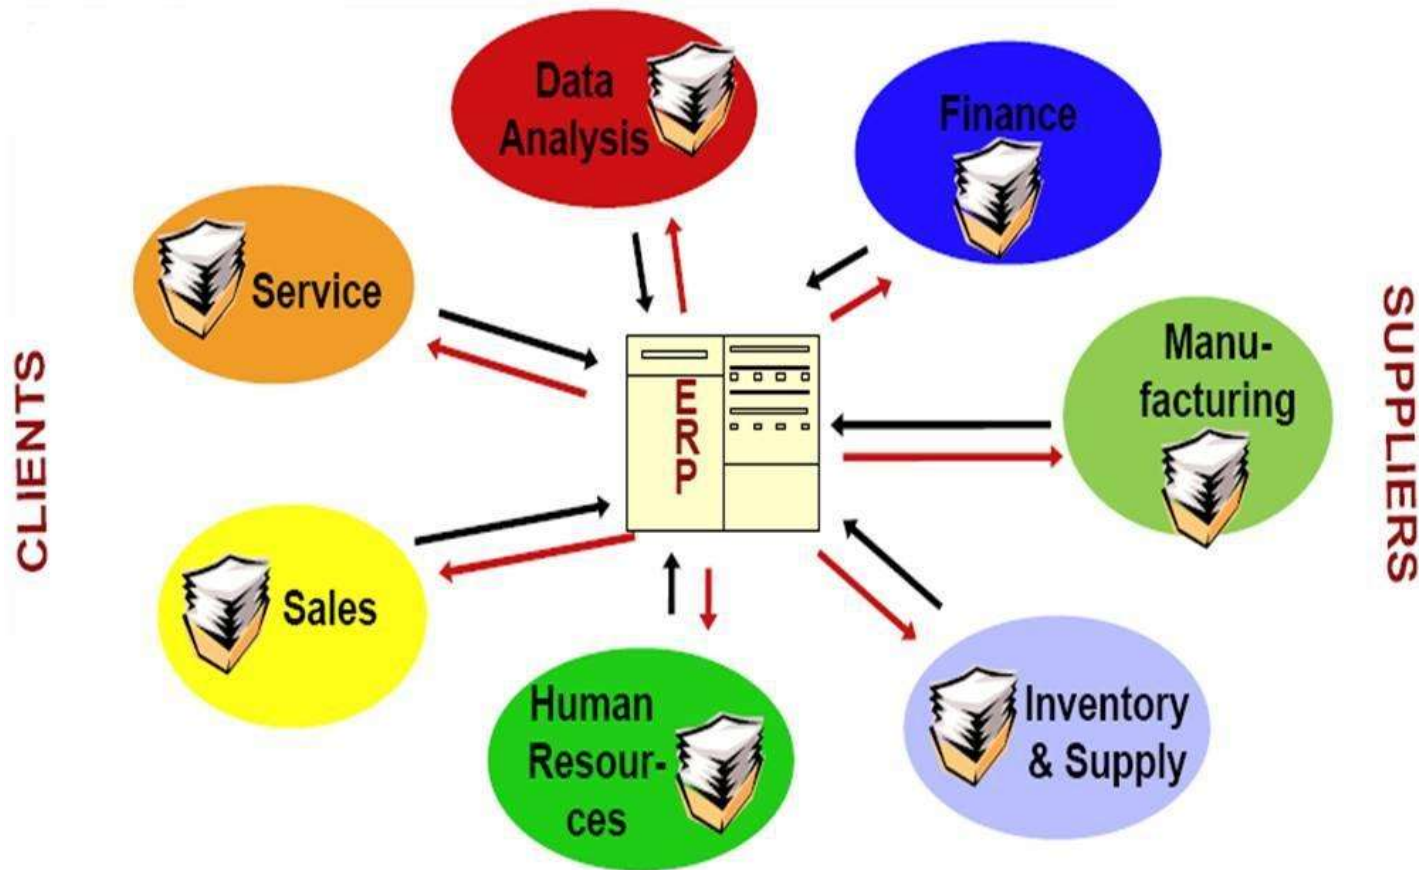 Data
Analysis
Finance
Service
Manu-
facturing
SUPPLIERS
CLIENTS
ERP
Sales
Human
Resour-
ces
Inventory
& Supply